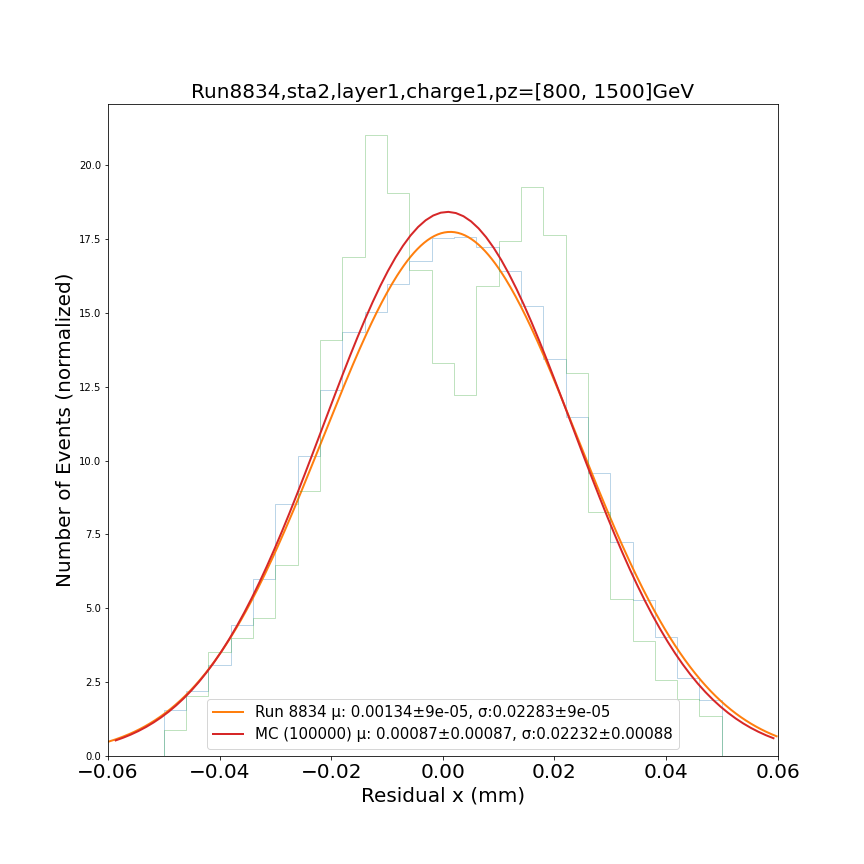 Run8834,sta2,layer1,charge1,pz=[800, 1500]GeV
20.0
17.5
15.0
12.5
10.0
7.5
5.0
2.5
0.0
Number of Events (normalized)
Run 8834 μ: 0.00134±9e-05, σ:0.02283±9e-05
MC (100000) μ: 0.00087±0.00087, σ:0.02232±0.00088
−0.06 −0.04 −0.02 0.00 0.02 0.04 0.06
Residual x (mm)